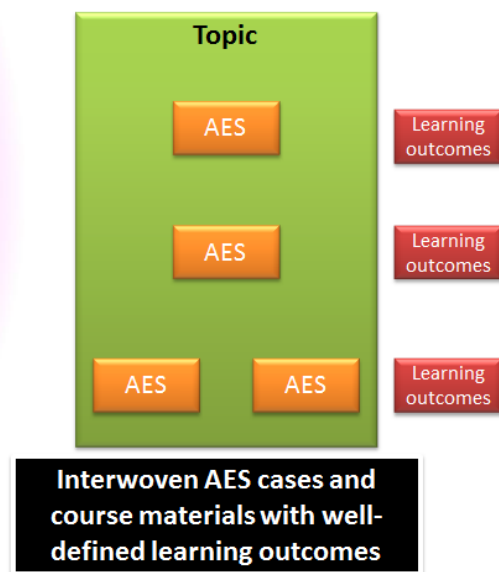 Topic
AES
Learning
outcomes
AES
Learning
outcomes
AES
AES
Learning
outcomes
Interwoven AES cases and
course materials with well-
defined learning outcomes